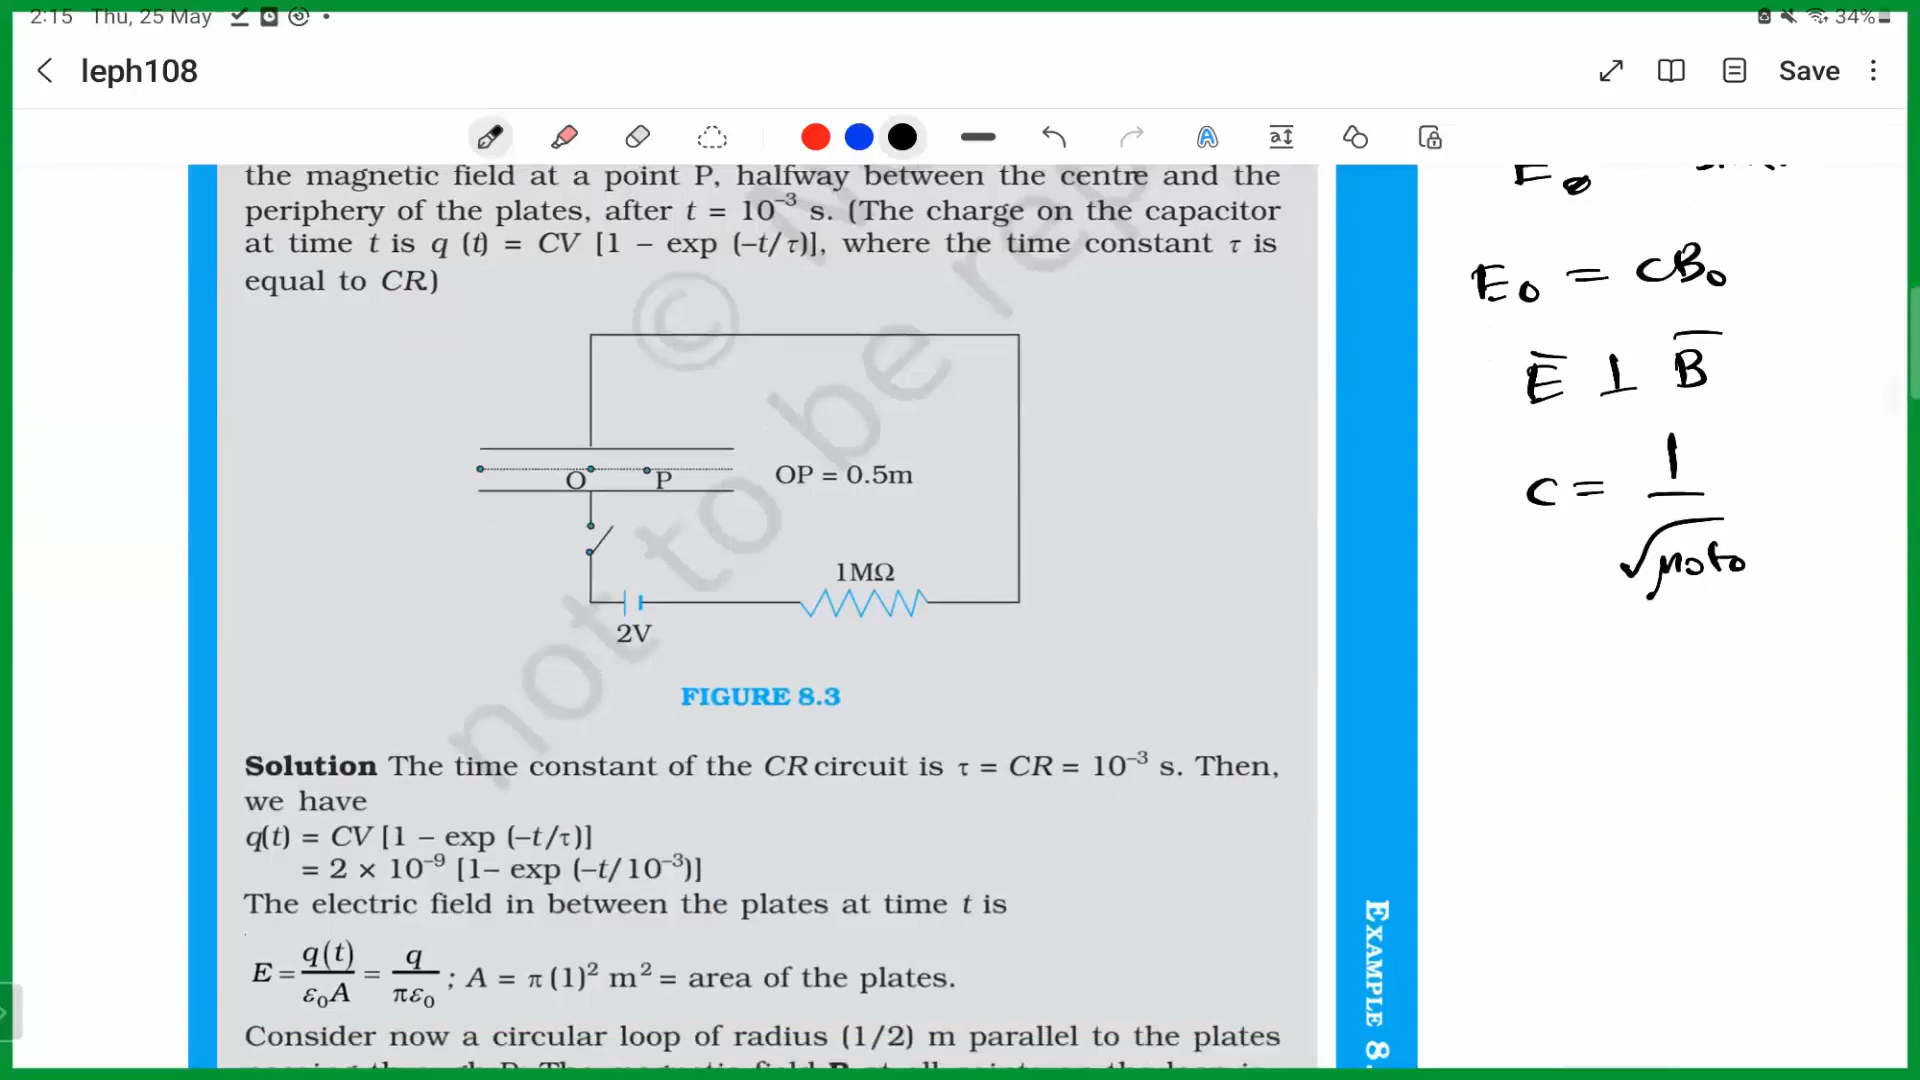 2:15 Thu, 25 May
34%
leph108
Save
the magnetic field at a point P, halfway between the centre and the
periphery of the plates, after t = 10⁻³ s. (The charge on the capacitor
at time t is q (t) = CV [1 – exp (–t/τ)], where the time constant τ is
equal to CR.)
O
P
OP = 0.5m
1MΩ
2V
FIGURE 8.3
Solution The time constant of the CR circuit is τ = CR = 10⁻³ s. Then,
we have
q(t) = CV [1 – exp (–t/τ)]
= 2 × 10⁻⁹ [1– exp (–t/10⁻³)]
The electric field in between the plates at time t is
E = q(t)/ε₀A = q/πε₀ ; A = π (1)² m² = area of the plates.
Consider now a circular loop of radius (1/2) m parallel to the plates
EXAMPLE 8.
E₀ = CB₀
E̅ ⊥ B̅
C = 1/√μ₀ε₀
© N
not to be rep